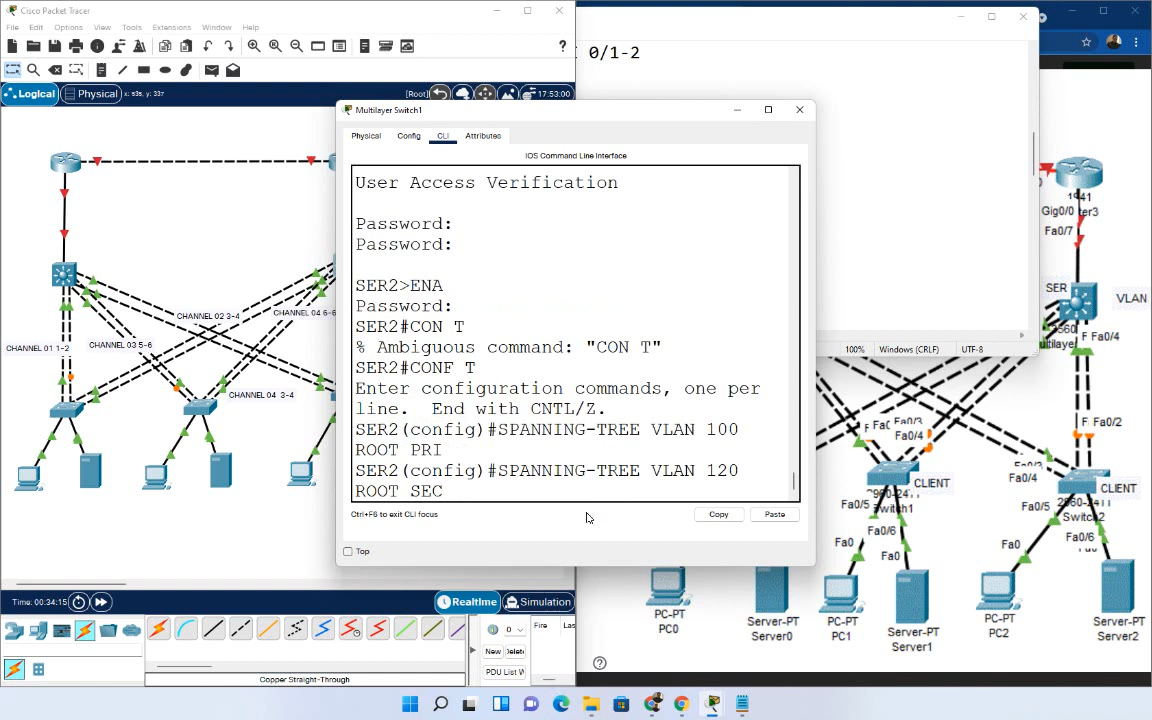 Cisco Packet Tracer
File Edit Options View Tools Extensions Window Help
Logical
Physical
x: 535, y: 337
[Root]
17:53:00
CHANNEL 02 3-4
CHANNEL 04 6-6
CHANNEL 01 1-2
CHANNEL 03 5-6
CHANNEL 04 3-4
Time: 00:34:15
Realtime
Simulation
0
Fire
New
PDU List W
Copper Straight-Through
Multilayer Switch1
Physical Config CLI Attributes
IOS Command Line Interface
User Access Verification
Password:
Password:
SER2>ENA
Password:
SER2#CON T
% Ambiguous command: "CON T"
SER2#CONF T
Enter configuration commands, one per
line. End with CNTL/Z.
SER2(config)#SPANNING-TREE VLAN 100
ROOT PRI
SER2(config)#SPANNING-TREE VLAN 120
ROOT SEC
Ctrl+F6 to exit CLI focus
Copy
Paste
Top
0/1-2
100%
Windows (CRLF)
UTF-8
Gig0/0
Fa0/7
SER
VLAN
Fa0/4
Fa0/2
Fa0/3
Fa0/4
CLIENT
Fa0/4
CLIENT
Fa0/5
Fa0/5
Fa0/6
Fa0/6
Fa0
Fa0
Fa0
Fa0
PC-PT
PC0
Server-PT
Server0
PC-PT
PC1
Server-PT
Server1
PC-PT
PC2
Server-PT
Server2